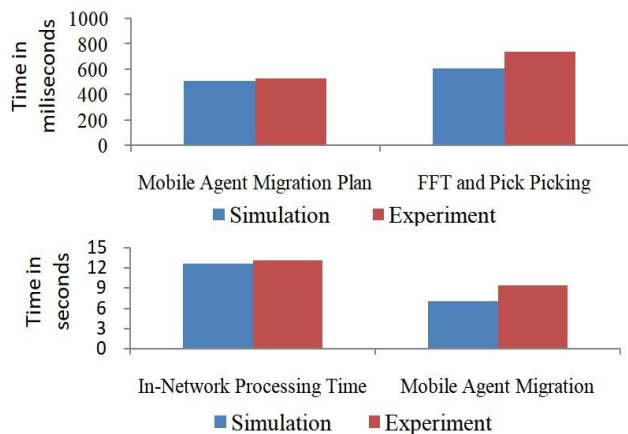 Time in
miliseconds
1000
800
600
400
200
0
Mobile Agent Migration Plan FFT and Pick Picking
Simulation Experiment
Time in
seconds
15
12
9
6
3
0
In-Network Processing Time Mobile Agent Migration
Simulation Experiment